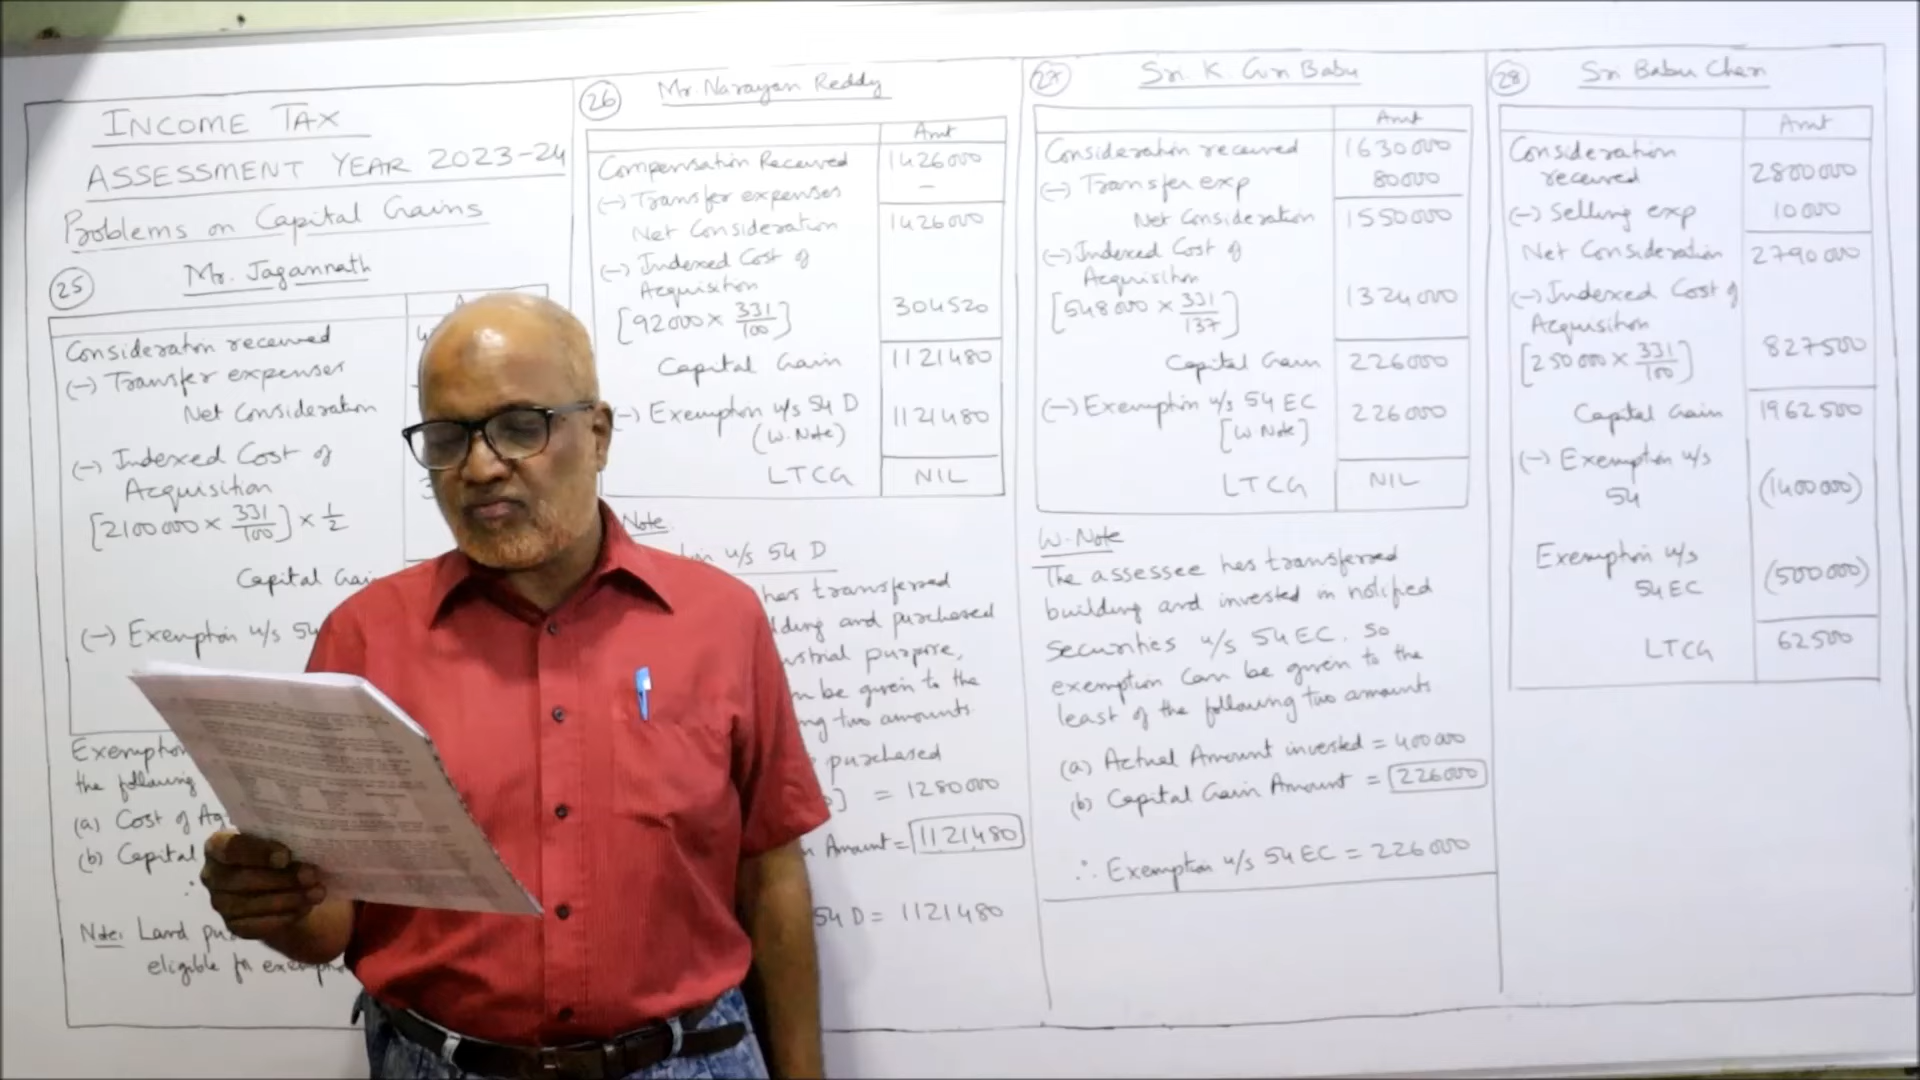 INCOME TAX
ASSESSMENT YEAR 2023-24
Problems on Capital Gains
25 Mr. Jagannath
Consideration received
(-) Transfer expenses
Net Consideration
(-) Indexed Cost of
Acquisition
[2100000 × 331/100] × 1/2
Capital Gain
(-) Exemption u/s 54
Exemption
the following
(a) Cost of
(b) Capital
∴
Note: Land
eligible for
26 Mr Narayan Reddy
Amt
Compensation Received 1426000
(-) Transfer expenses –
Net Consideration 1426000
(-) Indexed Cost of
Acquisition
[92000 × 331/100] 304520
Capital Gain 1121480
(-) Exemption u/s 54 D 1121480
(W.Note)
LTCG NIL
Note
u/s 54 D
has transferred
and purchased
purpose,
be given to the
two amounts
purchased
= 1280000
Amount = 1121480
54 D = 1121480
27 Sri. K. Giri Babu
Amt
Consideration received 1630000
(-) Transfer exp 80000
Net Consideration 1550000
(-) Indexed Cost of
Acquisition
[548000 × 331/137] 1324000
Capital Gain 226000
(-) Exemption u/s 54 EC 226000
[W Note]
LTCG NIL
W.Note
The assessee has transferred
building and invested in notified
securities u/s 54 EC. So
exemption can be given to the
least of the following two amounts
(a) Actual Amount invested = 400000
(b) Capital Gain Amount = 226000
∴ Exemption u/s 54 EC = 226000
28 Sri Babu Chan
Amt
Consideration
received 2800000
(-) Selling exp 10000
Net Consideration 2790000
(-) Indexed Cost of
Acquisition
[250000 × 331/100] 827500
Capital Gain 1962500
(-) Exemption u/s
54 (1400000)
Exemption u/s
54 EC (500000)
LTCG 62500